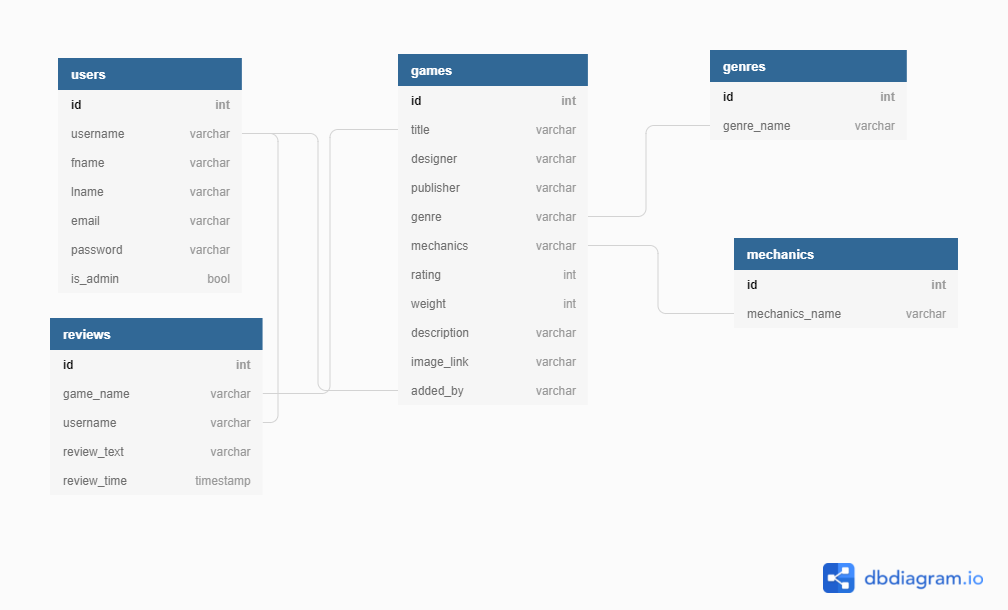 users
id int
username varchar
fname varchar
lname varchar
email varchar
password varchar
is_admin bool
reviews
id int
game_name varchar
username varchar
review_text varchar
review_time timestamp
games
id int
title varchar
designer varchar
publisher varchar
genre varchar
mechanics varchar
rating int
weight int
description varchar
image_link varchar
added_by varchar
genres
id int
genre_name varchar
mechanics
id int
mechanics_name varchar
dbdiagram.io